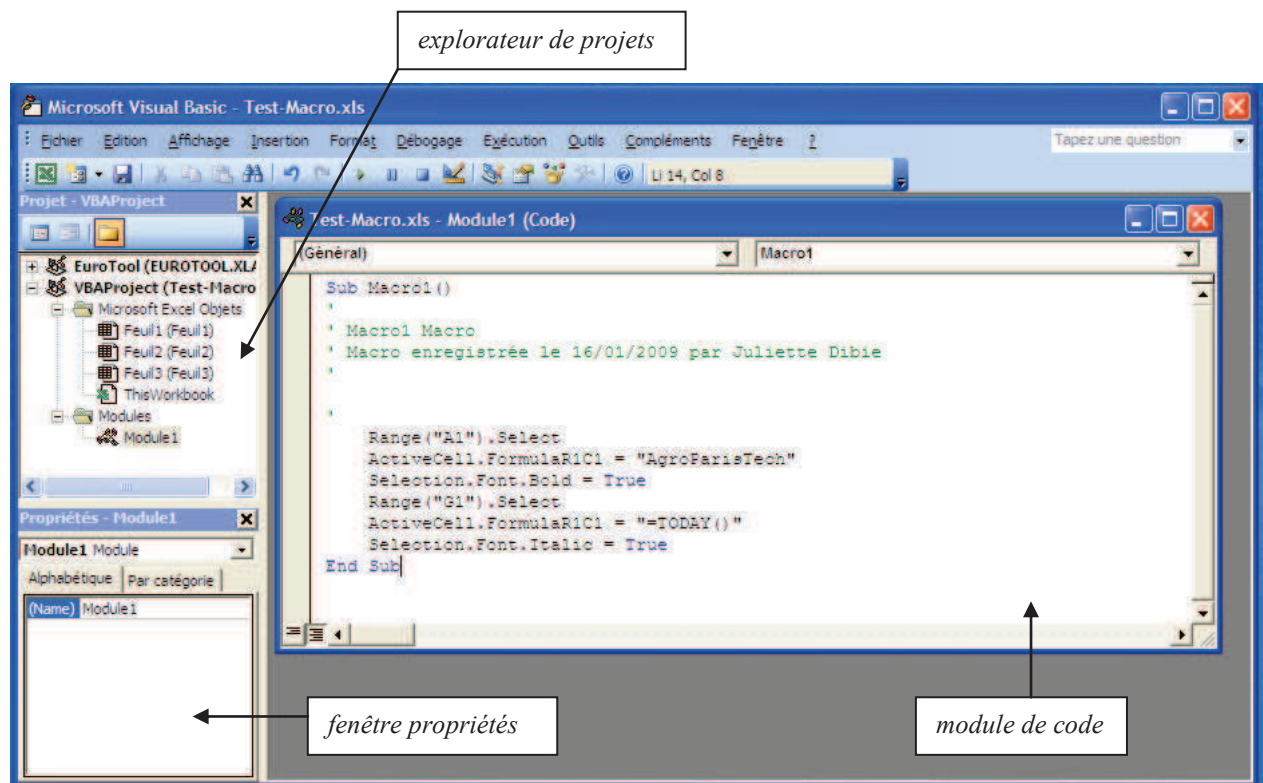 explorateur de projets
Microsoft Visual Basic - Test-Macro.xls
Fichier Edition Affichage Insertion Format Débogage Exécution Outils Compléments Fenêtre ? Tapez une question
Li 14, Col 8
Projet - VBAProject
EuroTool (EUROTOOL.XLA
VBAProject (Test-Macro
Microsoft Excel Objets
Feuil1 (Feuil1)
Feuil2 (Feuil2)
Feuil3 (Feuil3)
ThisWorkbook
Modules
Module1
Propriétés - Module1
Module1 Module
Alphabétique Par catégorie
(Name) Module1
Test-Macro.xls - Module1 (Code)
(Général) Macro1
Sub Macro1()
'
' Macro1 Macro
' Macro enregistrée le 16/01/2009 par Juliette Dibie
'
'
Range("A1").Select
ActiveCell.FormulaR1C1 = "AgroParisTech"
Selection.Font.Bold = True
Range("G1").Select
ActiveCell.FormulaR1C1 = "=TODAY()"
Selection.Font.Italic = True
End Sub
fenêtre propriétés
module de code